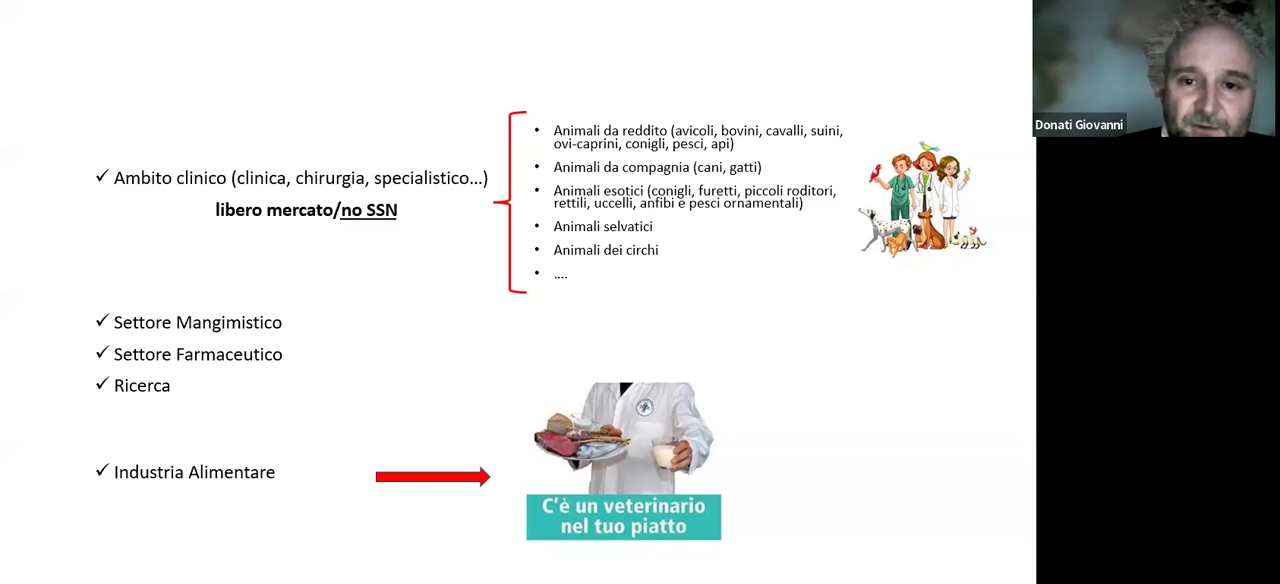 ✓ Ambito clinico (clinica, chirurgia, specialistico...)
libero mercato/no SSN
• Animali da reddito (avicoli, bovini, cavalli, suini,
ovi-caprini, conigli, pesci, api)
• Animali da compagnia (cani, gatti)
• Animali esotici (conigli, furetti, piccoli roditori,
rettili, uccelli, anfibi e pesci ornamentali)
• Animali selvatici
• Animali dei circhi
• ....
Donati Giovanni
✓ Settore Mangimistico
✓ Settore Farmaceutico
✓ Ricerca
✓ Industria Alimentare
C'è un veterinario
nel tuo piatto